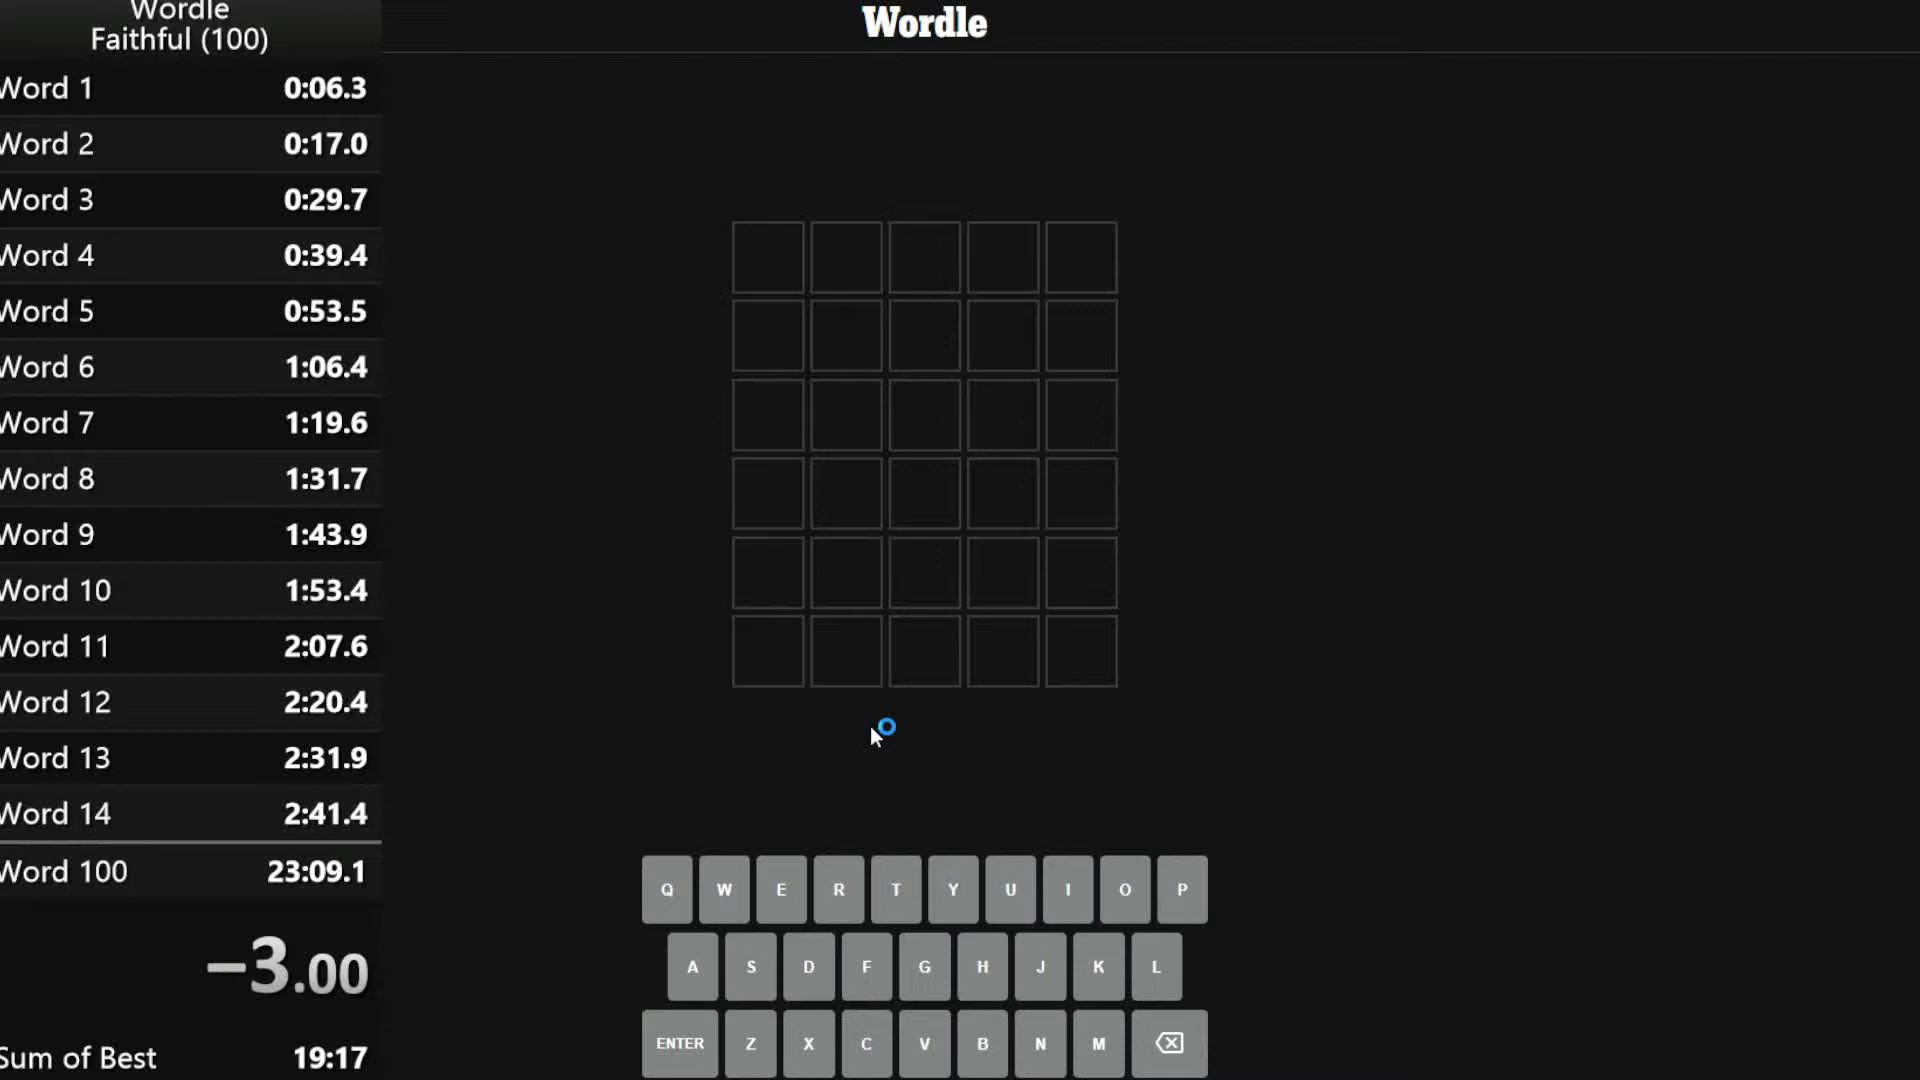 Wordle
Faithful (100)
Wordle
Word 1 0:06.3
Word 2 0:17.0
Word 3 0:29.7
Word 4 0:39.4
Word 5 0:53.5
Word 6 1:06.4
Word 7 1:19.6
Word 8 1:31.7
Word 9 1:43.9
Word 10 1:53.4
Word 11 2:07.6
Word 12 2:20.4
Word 13 2:31.9
Word 14 2:41.4
Word 100 23:09.1
−3.00
Sum of Best 19:17
Q W E R T Y U I O P
A S D F G H J K L
ENTER Z X C V B N M